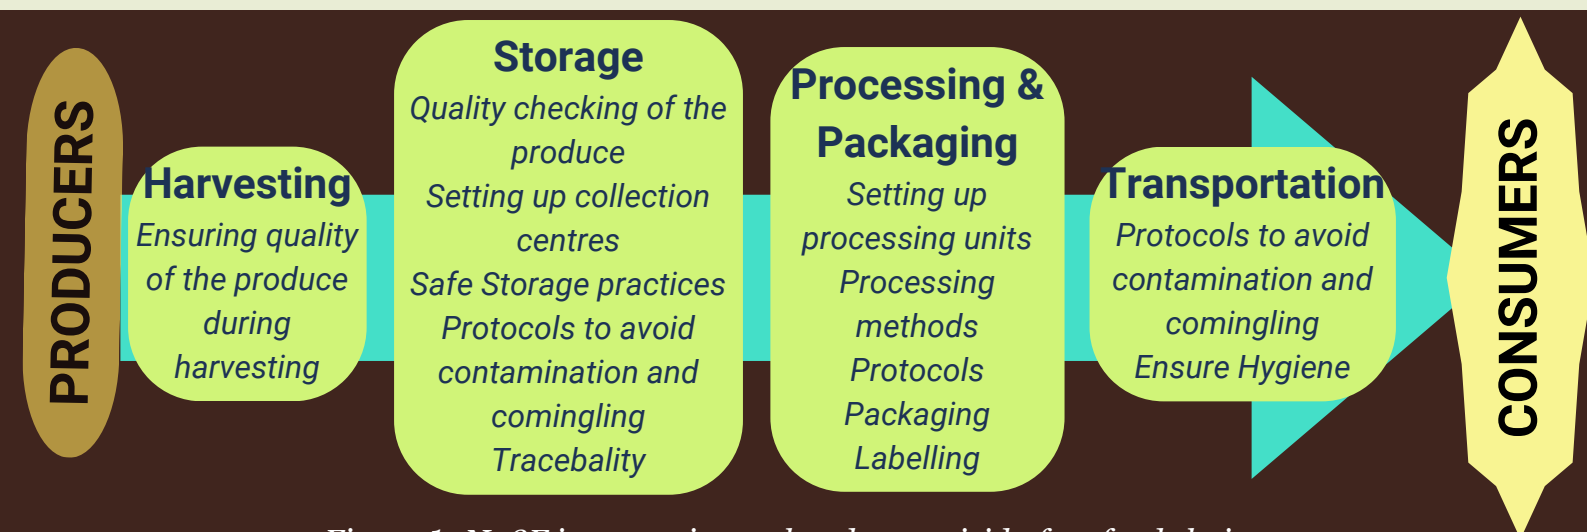 PRODUCERS
Harvesting
Ensuring quality
of the produce
during
harvesting
Storage
Quality checking of the
produce
Setting up collection
centres
Safe Storage practices
Protocols to avoid
contamination and
comingling
Tracebality
Processing &
Packaging
Setting up
processing units
Processing
methods
Protocols
Packaging
Labelling
Transportation
Protocols to avoid
contamination and
comingling
Ensure Hygiene
CONSUMERS